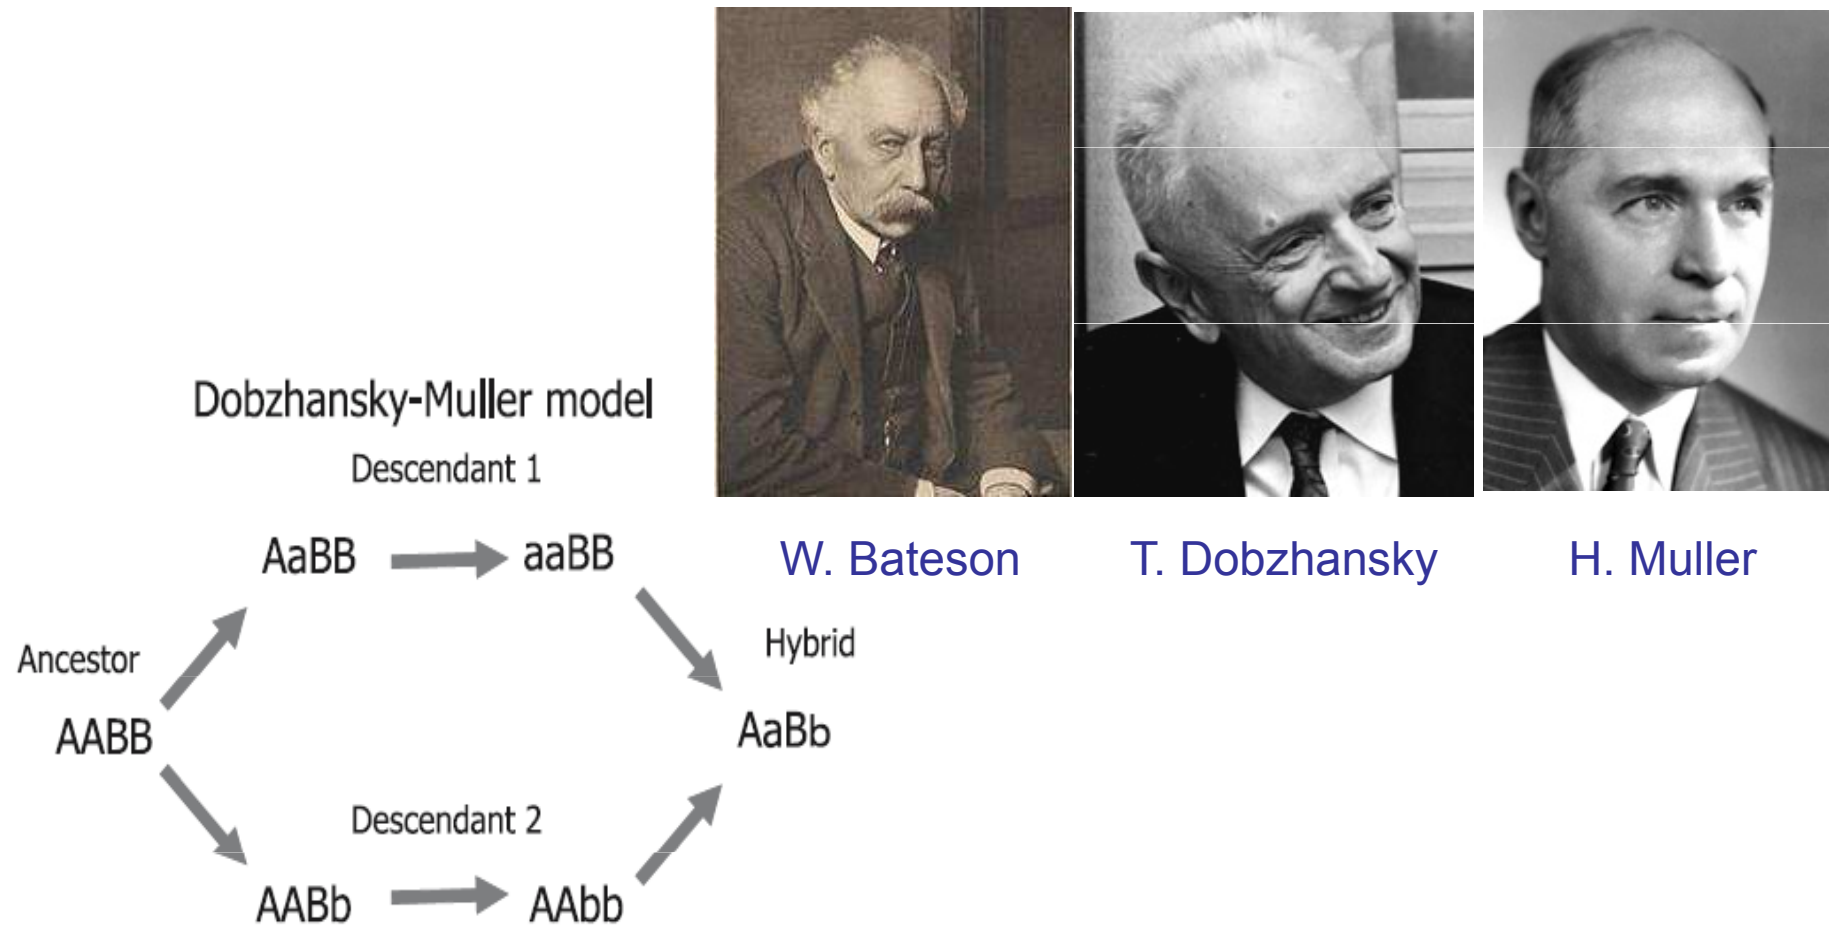 Dobzhansky-Muller model
Descendant 1
AaBB
aaBB
W. Bateson
T. Dobzhansky
H. Muller
Ancestor
Hybrid
AABB
AaBb
Descendant 2
AABb
AAbb